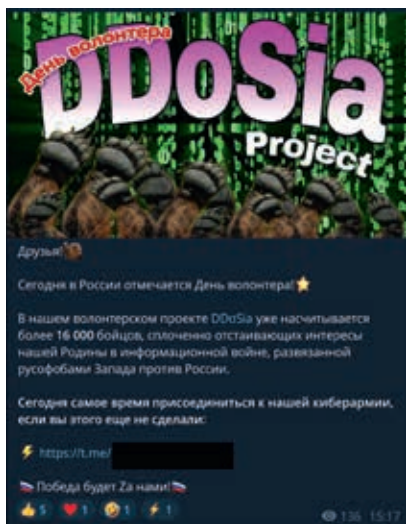 День волонтера
DDoSia
Project
Друзья!
Сегодня в России отмечается День волонтера!
В нашем волонтерском проекте DDoSia уже насчитывается
более 16 000 бойцов, сплоченно отстаивающих интересы
нашей Родины в информационной войне, развязанной
русофобами Запада против России.
Сегодня самое время присоединиться к нашей киберармии,
если вы этого еще не сделали:
https://t.me/
Победа будет Zа нами!
5 1 1 1
136 15:17